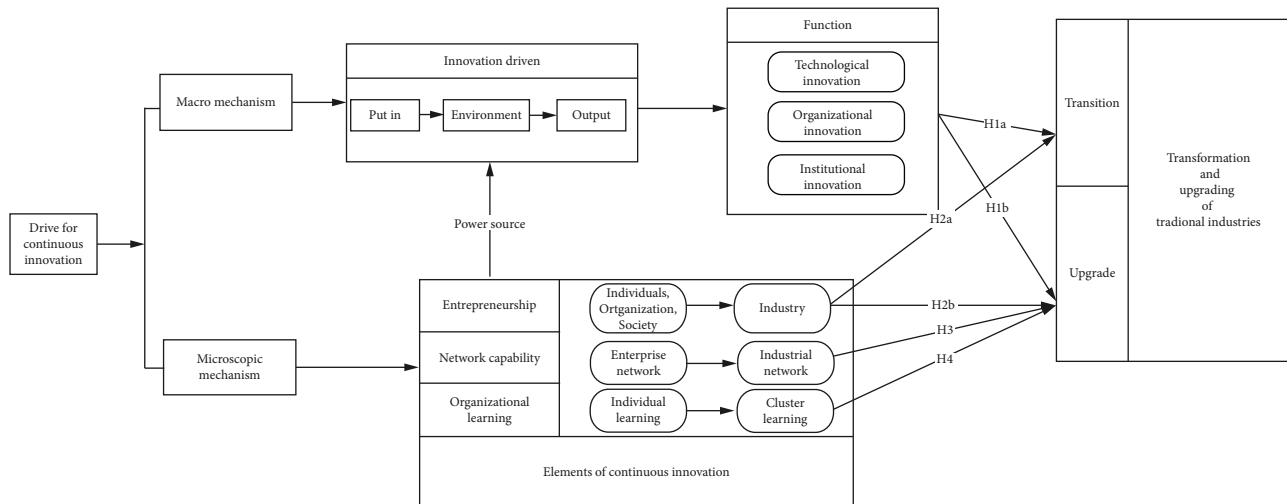 Drive for
continuous
innovation
Macro mechanism
Microscopic
mechanism
Innovation driven
Put in
Environment
Output
Power source
Function
Technological
innovation
Organizational
innovation
Institutional
innovation
Entrepreneurship
Individuals,
Ortganization,
Society
Industry
Network capability
Enterprise
network
Industrial
network
Organizational
learning
Individual
learning
Cluster
learning
Elements of continuous innovation
H1a
H1b
H2a
H2b
H3
H4
Transition
Upgrade
Transformation
and
upgrading
of
tradional industries